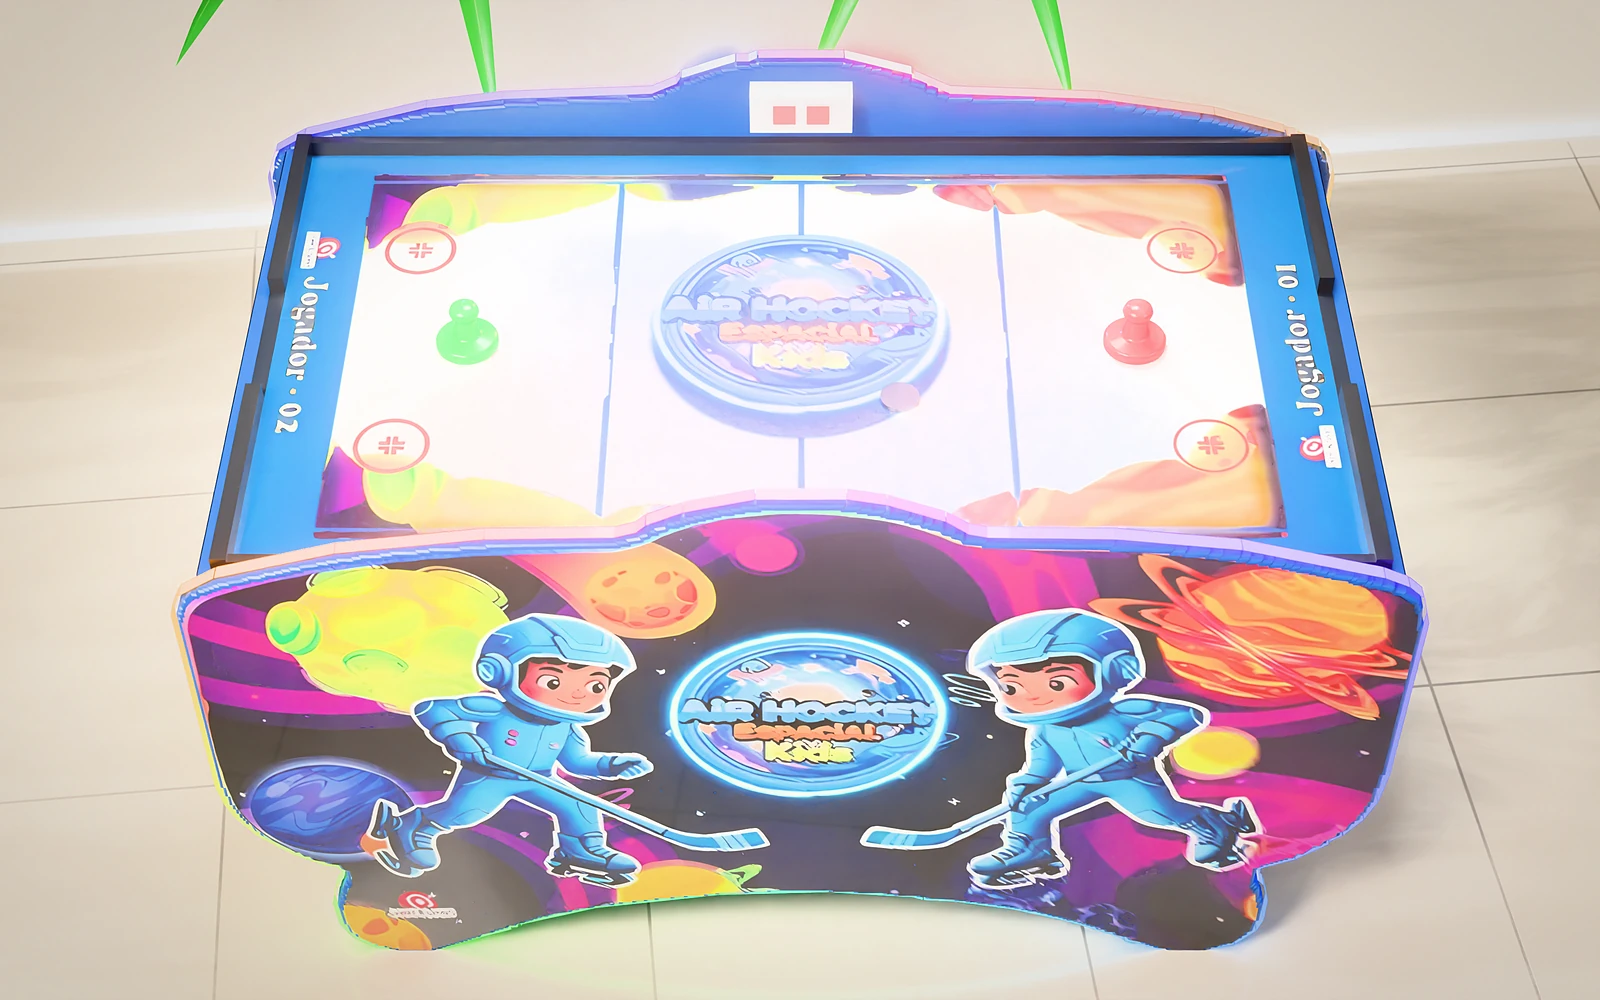 Jogador · 02
AIR HOCKEY
Espacial
Kids
Jogador · 01
AIR HOCKEY
Espacial
Kids